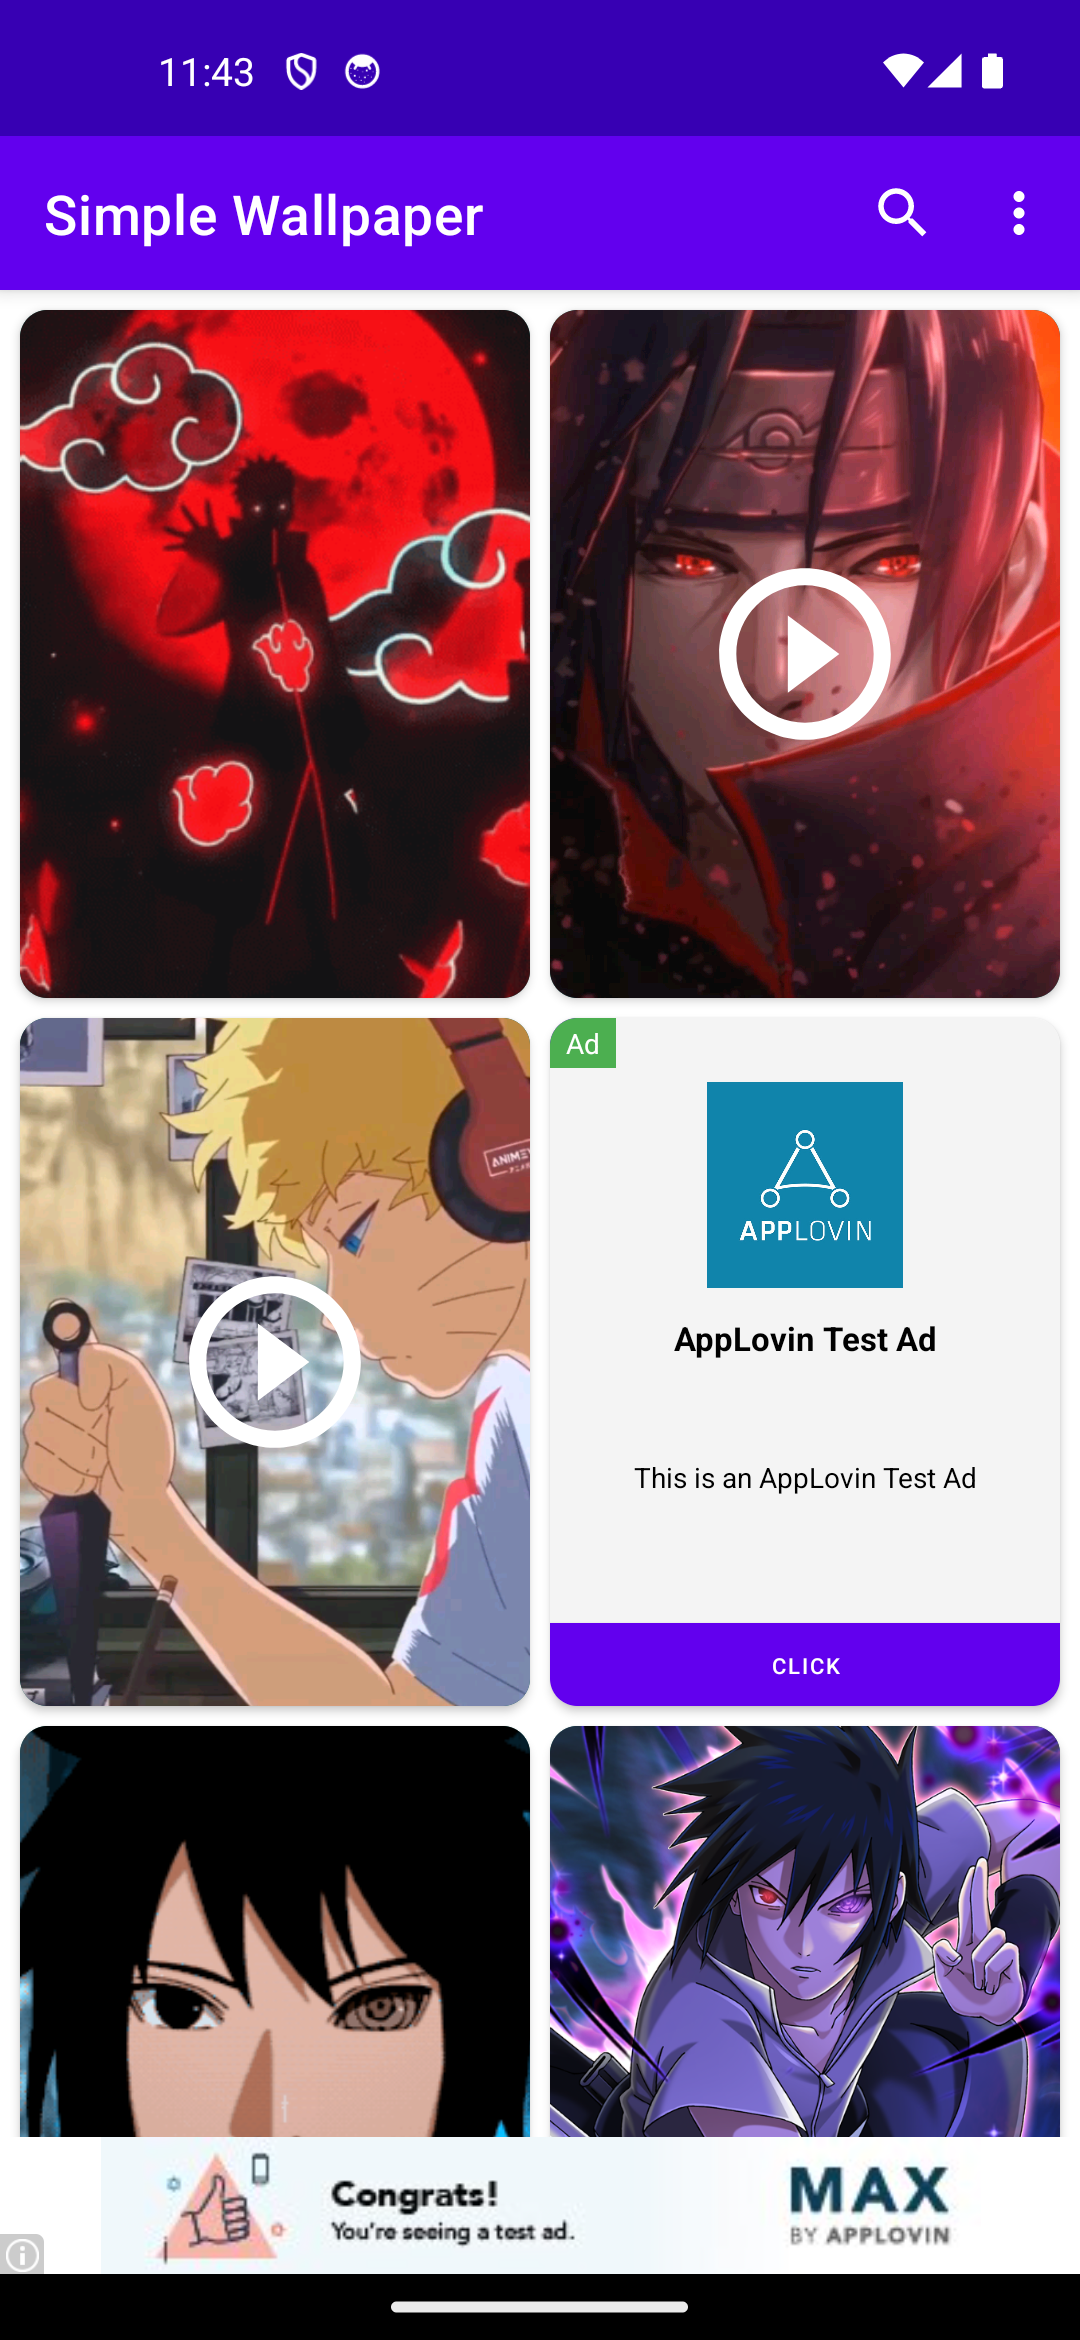 11:43
Simple Wallpaper
ANIME
Ad
APPLOVIN
AppLovin Test Ad
This is an AppLovin Test Ad
CLICK
Congrats!
You're seeing a test ad.
MAX
BY APPLOVIN